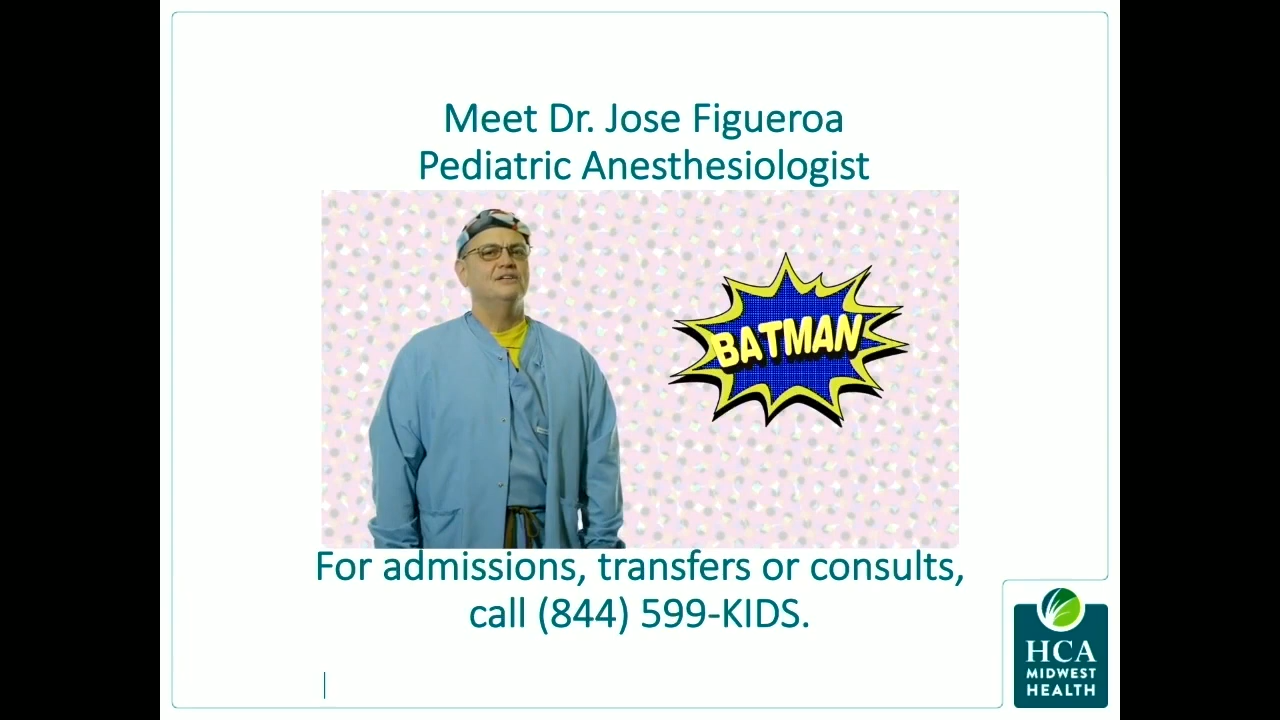 Meet Dr. Jose Figueroa
Pediatric Anesthesiologist
BATMAN
For admissions, transfers or consults,
call (844) 599-KIDS.
HCA
MIDWEST
HEALTH